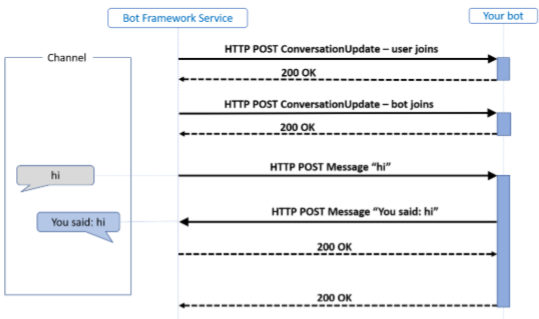 Bot Framework Service
Your bot
Channel
HTTP POST ConversationUpdate – user joins
200 OK
HTTP POST ConversationUpdate – bot joins
200 OK
hi
HTTP POST Message “hi”
You said: hi
HTTP POST Message “You said: hi”
200 OK
200 OK